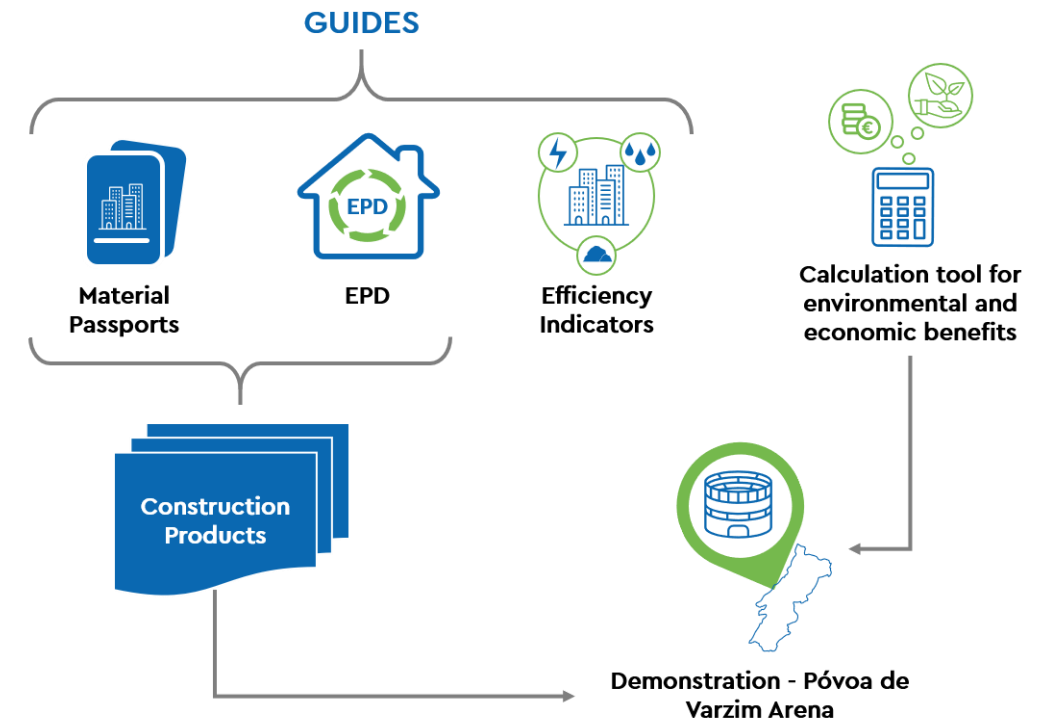 GUIDES
EPD
Material
Passports
EPD
Efficiency
Indicators
€
Calculation tool for
environmental and
economic benefits
Construction
Products
Demonstration - Póvoa de
Varzim Arena